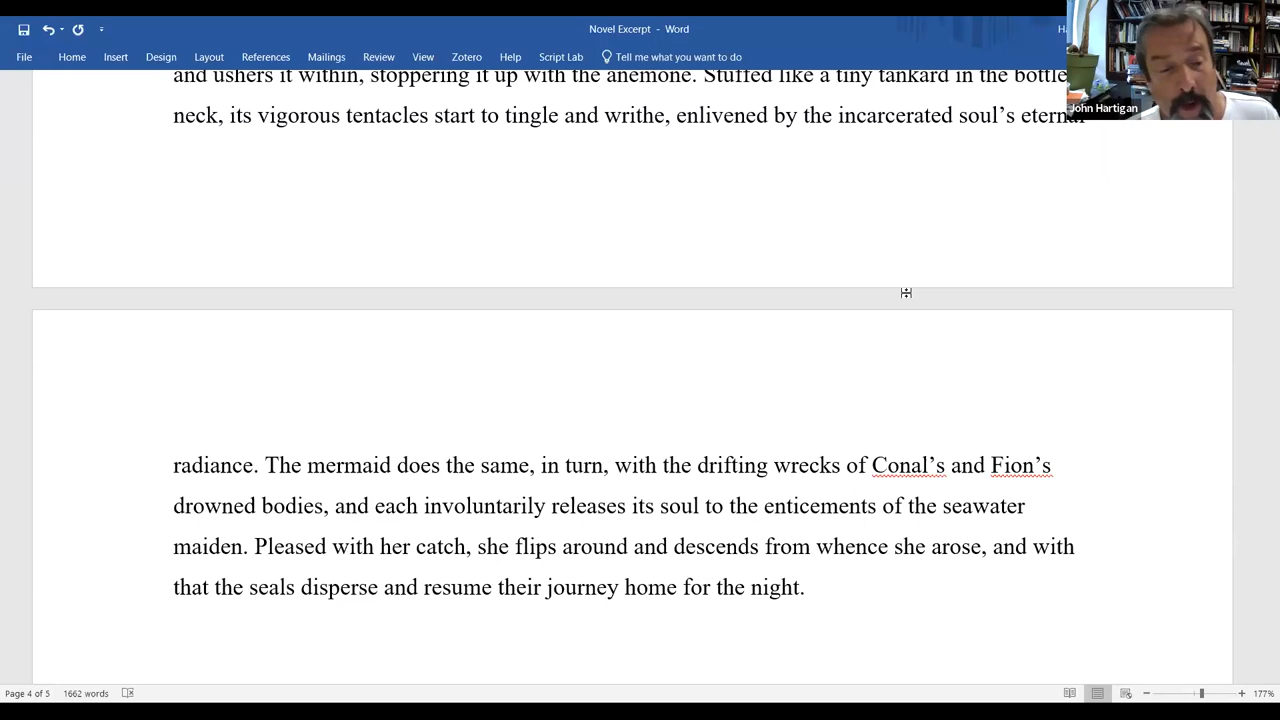 Novel Excerpt - Word
File Home Insert Design Layout References Mailings Review View Zotero Help Script Lab Tell me what you want to do
John Hartigan
and ushers it within, stoppering it up with the anemone. Stuffed like a tiny tankard in the bottle
neck, its vigorous tentacles start to tingle and writhe, enlivened by the incarcerated soul’s eternal
radiance. The mermaid does the same, in turn, with the drifting wrecks of Conal’s and Fion’s
drowned bodies, and each involuntarily releases its soul to the enticements of the seawater
maiden. Pleased with her catch, she flips around and descends from whence she arose, and with
that the seals disperse and resume their journey home for the night.
Page 4 of 5 1662 words 177%